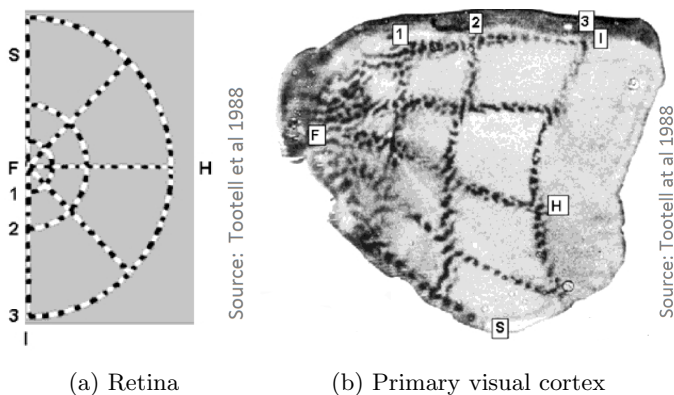 S
F
1
2
3
I
H
Source: Tootell et al 1988
1
2
3
I
F
H
S
Source: Tootell at al 1988
(a) Retina
(b) Primary visual cortex